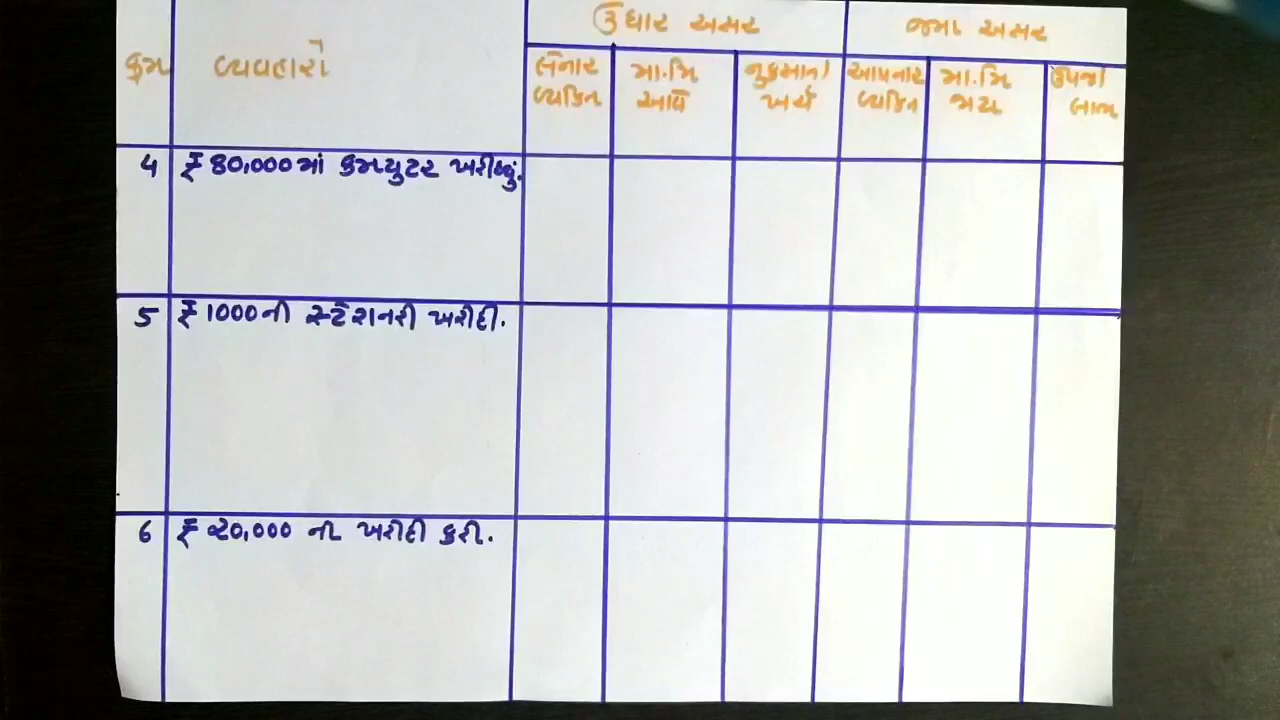 ઉધાર અસર
જમા અસર
ક્રમ
વ્યવહારો
લેનાર વ્યક્તિ
મા.મિ આવે
નુકસાન/ ખર્ચ
આપનાર વ્યક્તિ
મા.મિ જાય
ઉપજ/ લાભ
4 ₹ 80,000માં કમ્પ્યુટર ખરીદ્યું.
5 ₹ 1000ની સ્ટેશનરી ખરીદી.
6 ₹ 20,000 ની ખરીદી કરી.